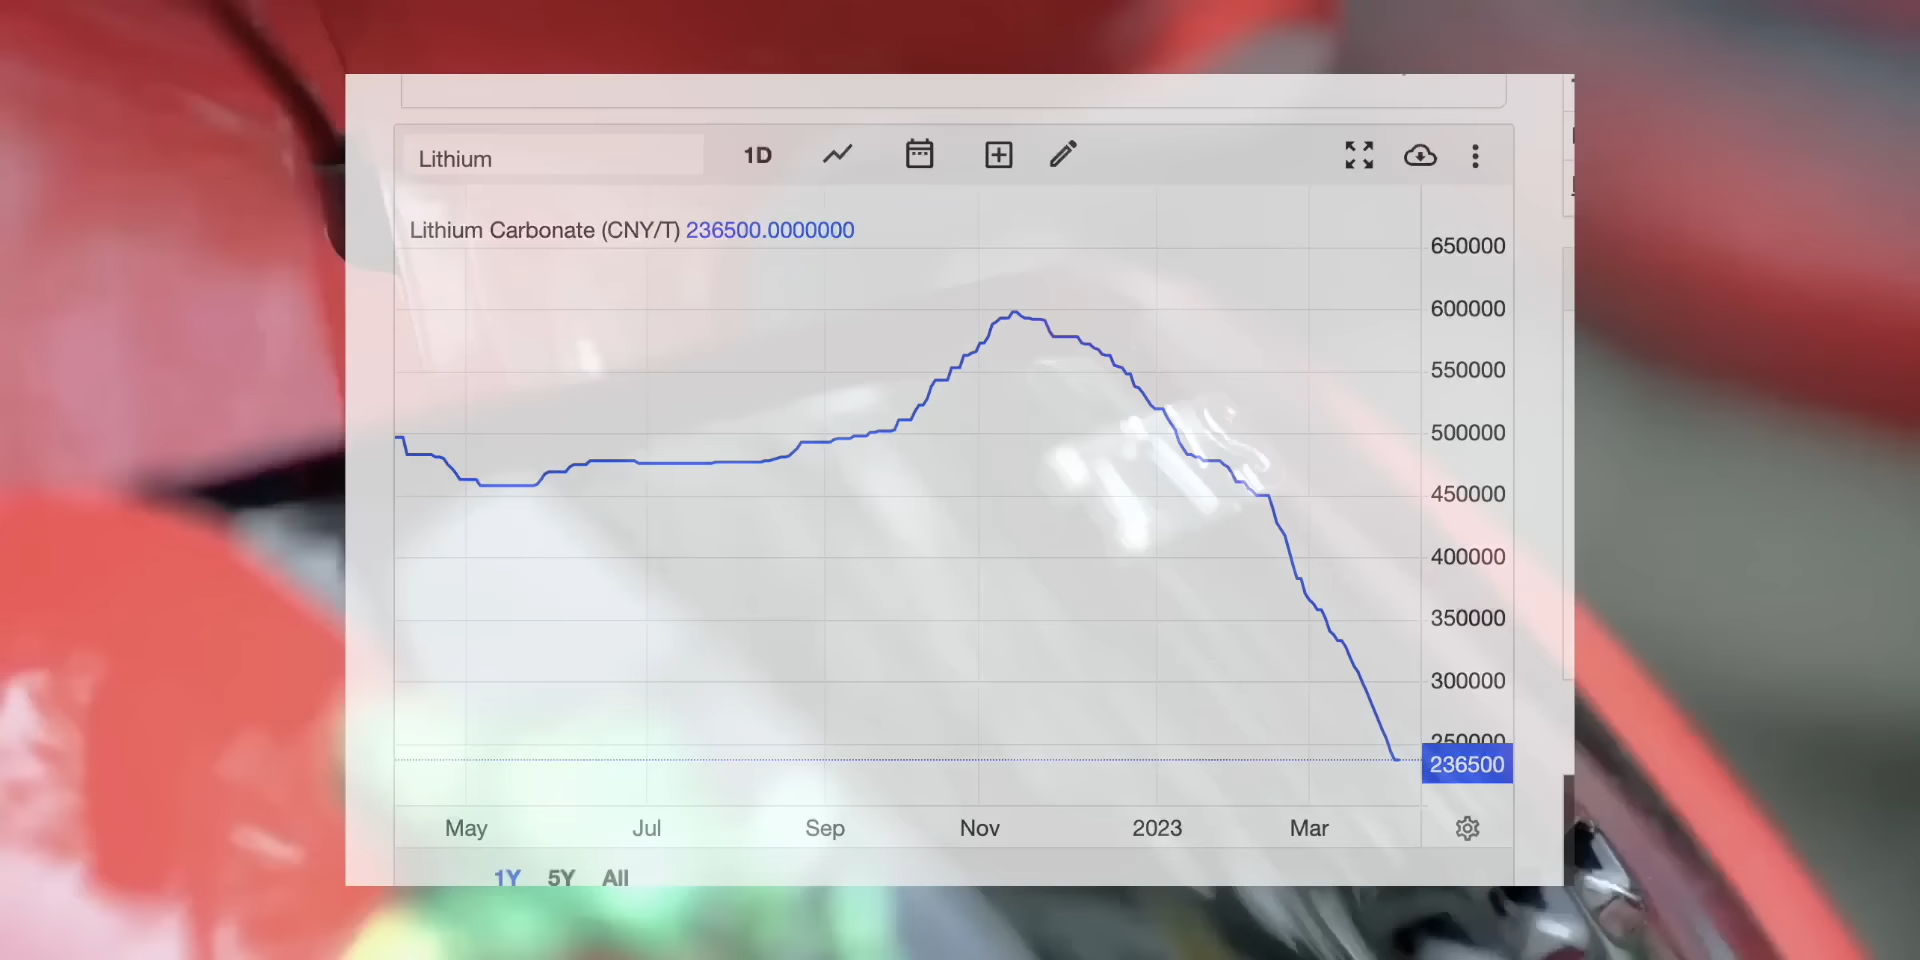 Lithium 1D
Lithium Carbonate (CNY/T) 236500.0000000
650000
600000
550000
500000
450000
400000
350000
300000
250000
236500
May Jul Sep Nov 2023 Mar
1Y 5Y All